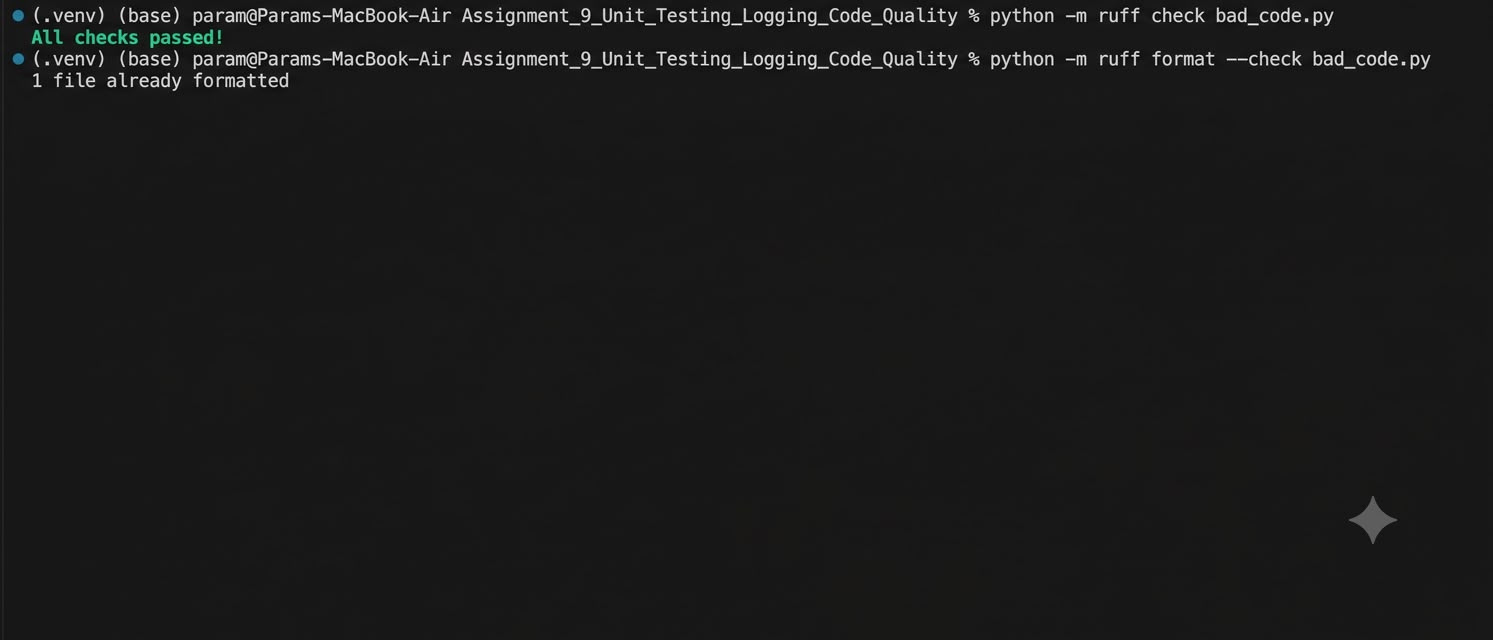 (.venv) (base) param@Params-MacBook-Air Assignment_9_Unit_Testing_Logging_Code_Quality % python -m ruff check bad_code.py
All checks passed!
(.venv) (base) param@Params-MacBook-Air Assignment_9_Unit_Testing_Logging_Code_Quality % python -m ruff format --check bad_code.py
1 file already formatted